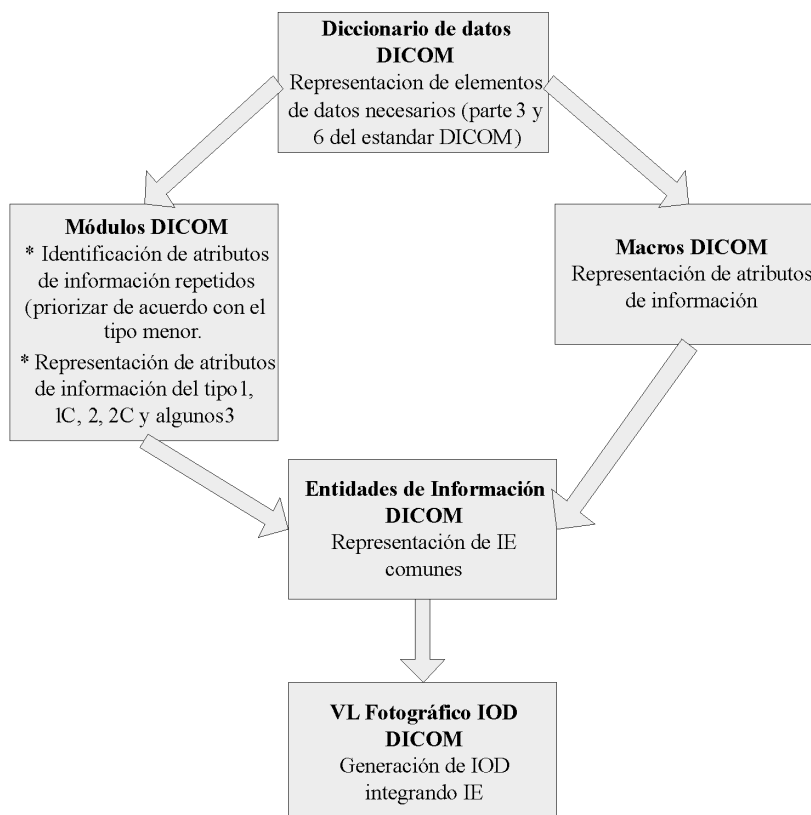 Diccionario de datos
DICOM
Representacion de elementos
de datos necesarios (parte 3 y
6 del estandar DICOM)
Módulos DICOM
* Identificación de atributos
de información repetidos
(priorizar de acuerdo con el
tipo menor.
* Representación de atributos
de información del tipo1,
1C, 2, 2C y algunos3
Macros DICOM
Representación de atributos
de información
Entidades de Información
DICOM
Representación de IE
comunes
VL Fotográfico IOD
DICOM
Generación de IOD
integrando IE